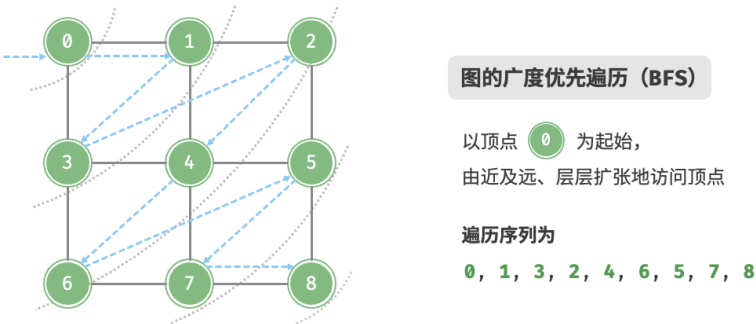 0 1 2
3 4 5
6 7 8
图的广度优先遍历（BFS）
以顶点 0 为起始，
由近及远、层层扩张地访问顶点
遍历序列为
0, 1, 3, 2, 4, 6, 5, 7, 8